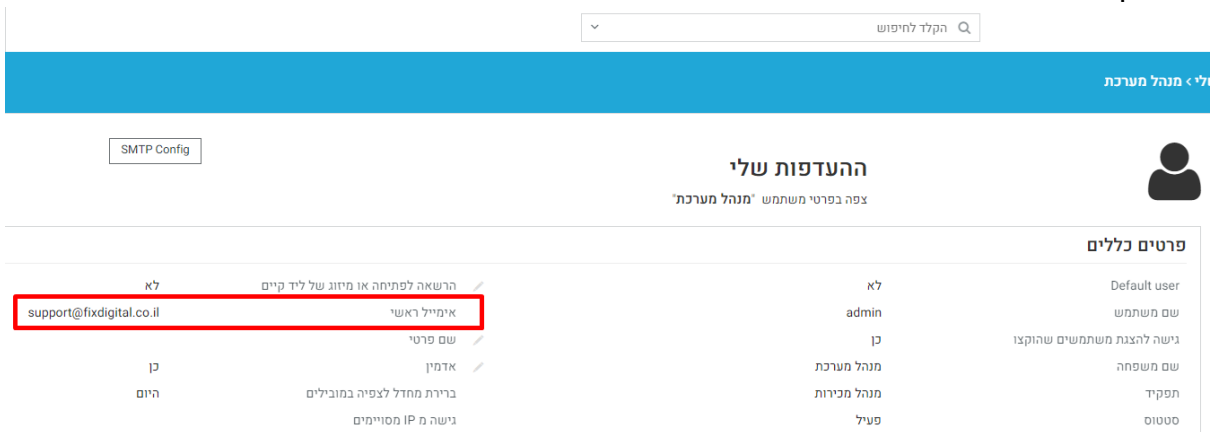 הקלד לחיפוש
לי > מנהל מערכת
SMTP Config
ההעדפות שלי
צפה בפרטי משתמש "מנהל מערכת"
פרטים כללים
Default user לא הרשאה לפתיחה או מיזוג של ליד קיים לא
שם משתמש admin אימייל ראשי support@fixdigital.co.il
גישה להצגת משתמשים שהוקצו כן שם פרטי
שם משפחה מנהל מערכת אדמין כן
תפקיד מנהל מכירות ברירת מחדל לצפיה במובילים היום
סטטוס פעיל גישה מ IP מסויימים